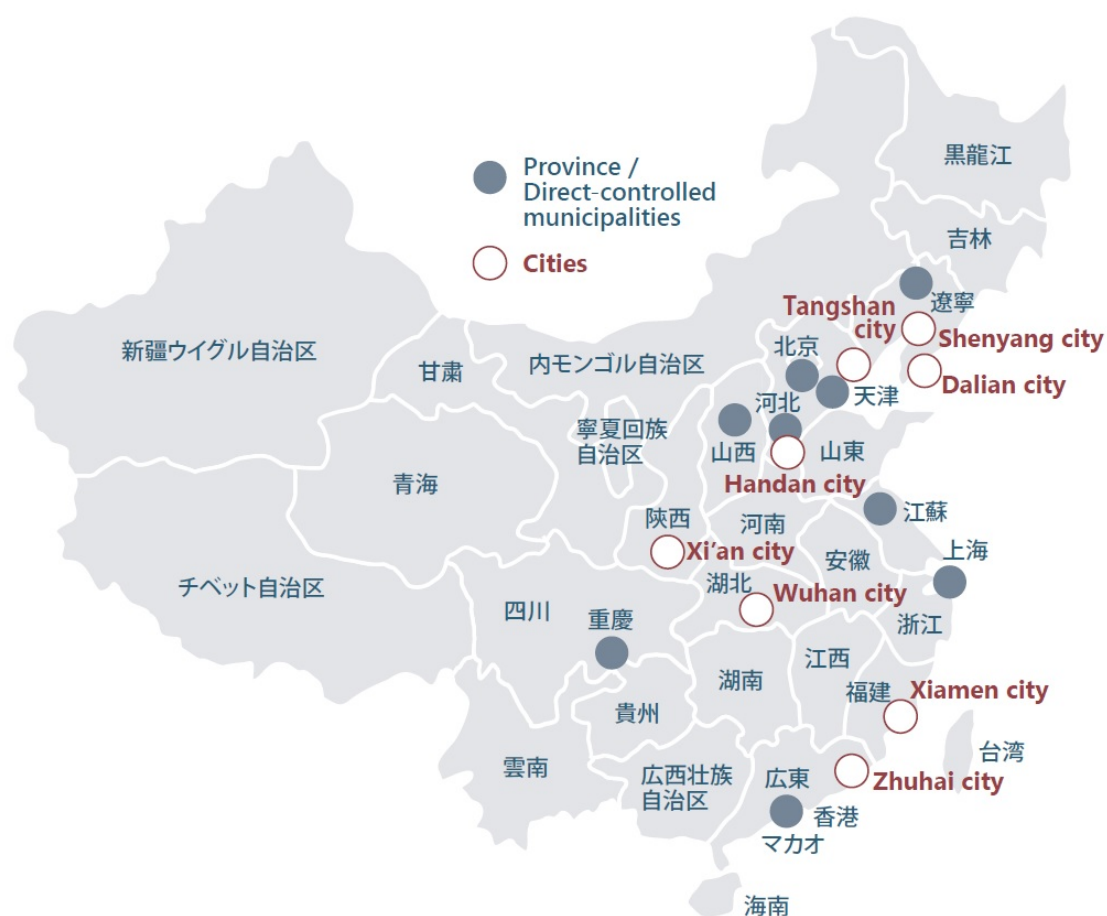 Province /
Direct-controlled
municipalities
Cities
黒龍江
吉林
遼寧
Tangshan
city
Shenyang city
北京
Dalian city
天津
新疆ウイグル自治区
甘粛
内モンゴル自治区
河北
寧夏回族
自治区
山西
山東
Handan city
青海
陝西
河南
江蘇
Xi'an city
安徽
上海
チベット自治区
四川
重慶
湖北
Wuhan city
浙江
江西
湖南
福建
Xiamen city
貴州
雲南
広西壮族
自治区
広東
台湾
Zhuhai city
香港
マカオ
海南